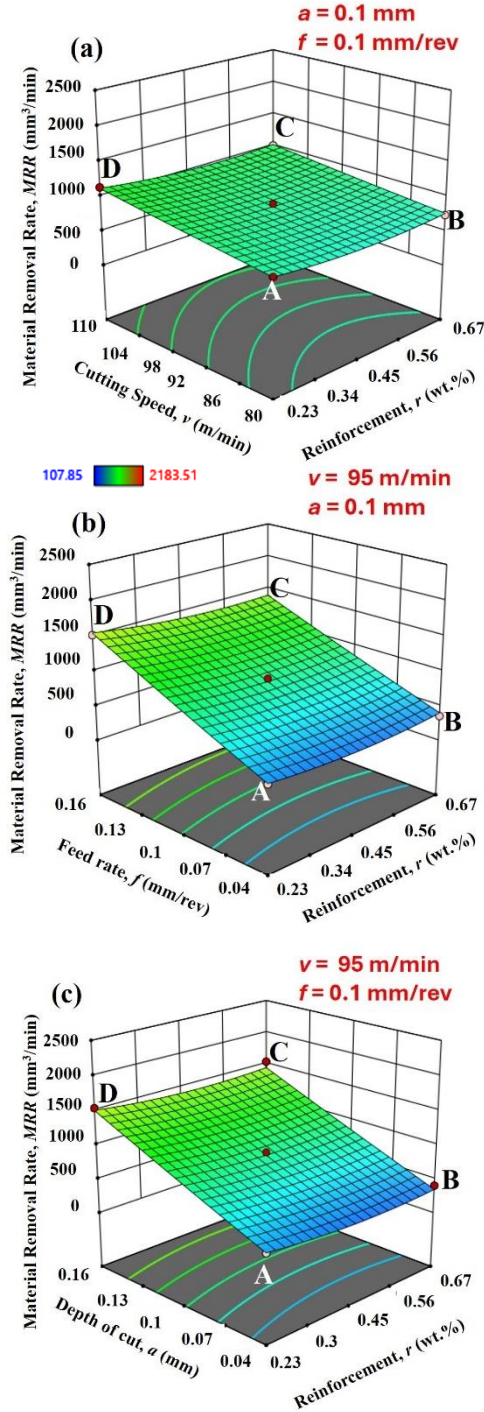 a = 0.1 mm
f = 0.1 mm/rev
(a)
Material Removal Rate, MRR (mm³/min)
2500
2000
1500
1000
500
0
A
B
C
D
110
104
98
92
86
80
Cutting Speed, v (m/min)
0.23
0.34
0.45
0.56
0.67
Reinforcement, r (wt.%)
107.85
2183.51
v = 95 m/min
a = 0.1 mm
(b)
Material Removal Rate, MRR (mm³/min)
2500
2000
1500
1000
500
0
A
B
C
D
0.16
0.13
0.1
0.07
0.04
Feed rate, f (mm/rev)
0.23
0.34
0.45
0.56
0.67
Reinforcement, r (wt.%)
v = 95 m/min
f = 0.1 mm/rev
(c)
Material Removal Rate, MRR (mm³/min)
2500
2000
1500
1000
500
0
A
B
C
D
0.16
0.13
0.1
0.07
0.04
Depth of cut, a (mm)
0.23
0.3
0.45
0.56
0.67
Reinforcement, r (wt.%)